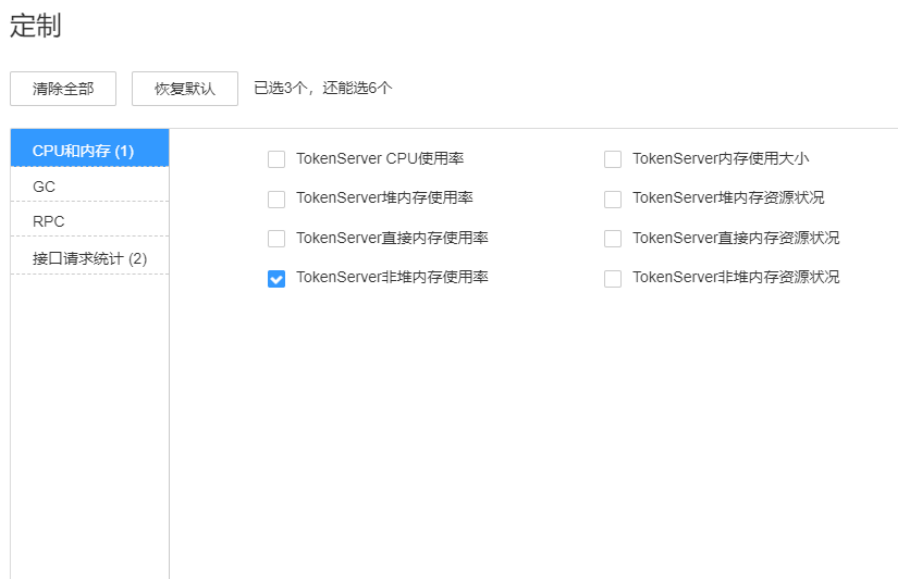 定制
清除全部 恢复默认 已选3个，还能选6个
CPU和内存 (1)
GC
RPC
接口请求统计 (2)
TokenServer CPU使用率 TokenServer内存使用大小
TokenServer堆内存使用率 TokenServer堆内存资源状况
TokenServer直接内存使用率 TokenServer直接内存资源状况
TokenServer非堆内存使用率 TokenServer非堆内存资源状况